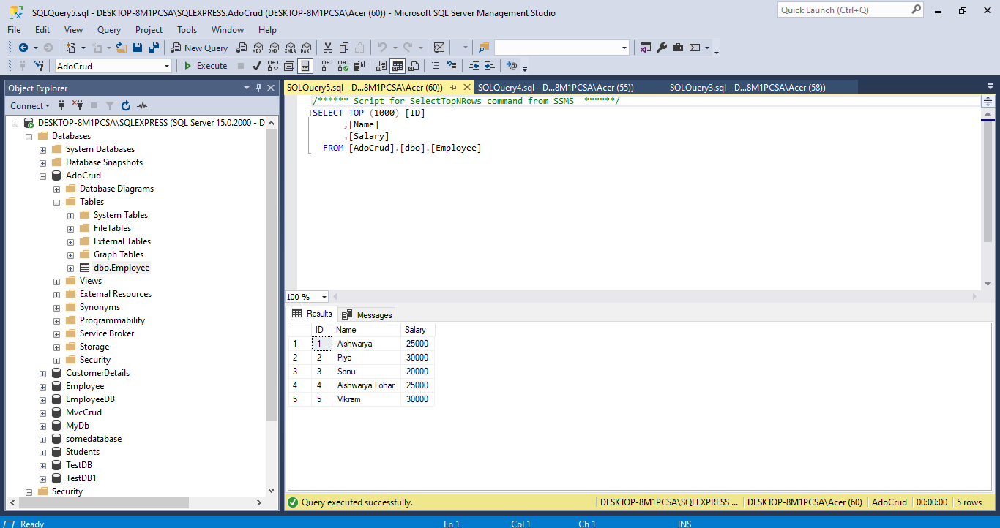 SQLQuery5.sql - DESKTOP-8M1PCSA\SQLEXPRESS.AdoCrud (DESKTOP-8M1PCSA\Acer (60)) - Microsoft SQL Server Management Studio
Quick Launch (Ctrl+Q)
File Edit View Query Project Tools Window Help
New Query MDX DMX XMLA DAX
AdoCrud Execute
Object Explorer
Connect
DESKTOP-8M1PCSA\SQLEXPRESS (SQL Server 15.0.2000 - D
Databases
System Databases
Database Snapshots
AdoCrud
Database Diagrams
Tables
System Tables
FileTables
External Tables
Graph Tables
dbo.Employee
Views
External Resources
Synonyms
Programmability
Service Broker
Storage
Security
CustomerDetails
Employee
EmployeeDB
MvcCrud
MyDb
somedatabase
Students
TestDB
TestDB1
Security
SQLQuery5.sql - D...8M1PCSA\Acer (60)) SQLQuery4.sql - D...8M1PCSA\Acer (55)) SQLQuery3.sql - D...8M1PCSA\Acer (58))
/****** Script for SelectTopNRows command from SSMS  ******/
SELECT TOP (1000) [ID]
,[Name]
,[Salary]
FROM [AdoCrud].[dbo].[Employee]
100 %
Results Messages
ID Name Salary
1 1 Aishwarya 25000
2 2 Piya 30000
3 3 Sonu 20000
4 4 Aishwarya Lohar 25000
5 5 Vikram 30000
Query executed successfully. DESKTOP-8M1PCSA\SQLEXPRESS ... DESKTOP-8M1PCSA\Acer (60) AdoCrud 00:00:00 5 rows
Ready Ln 1 Col 1 Ch 1 INS